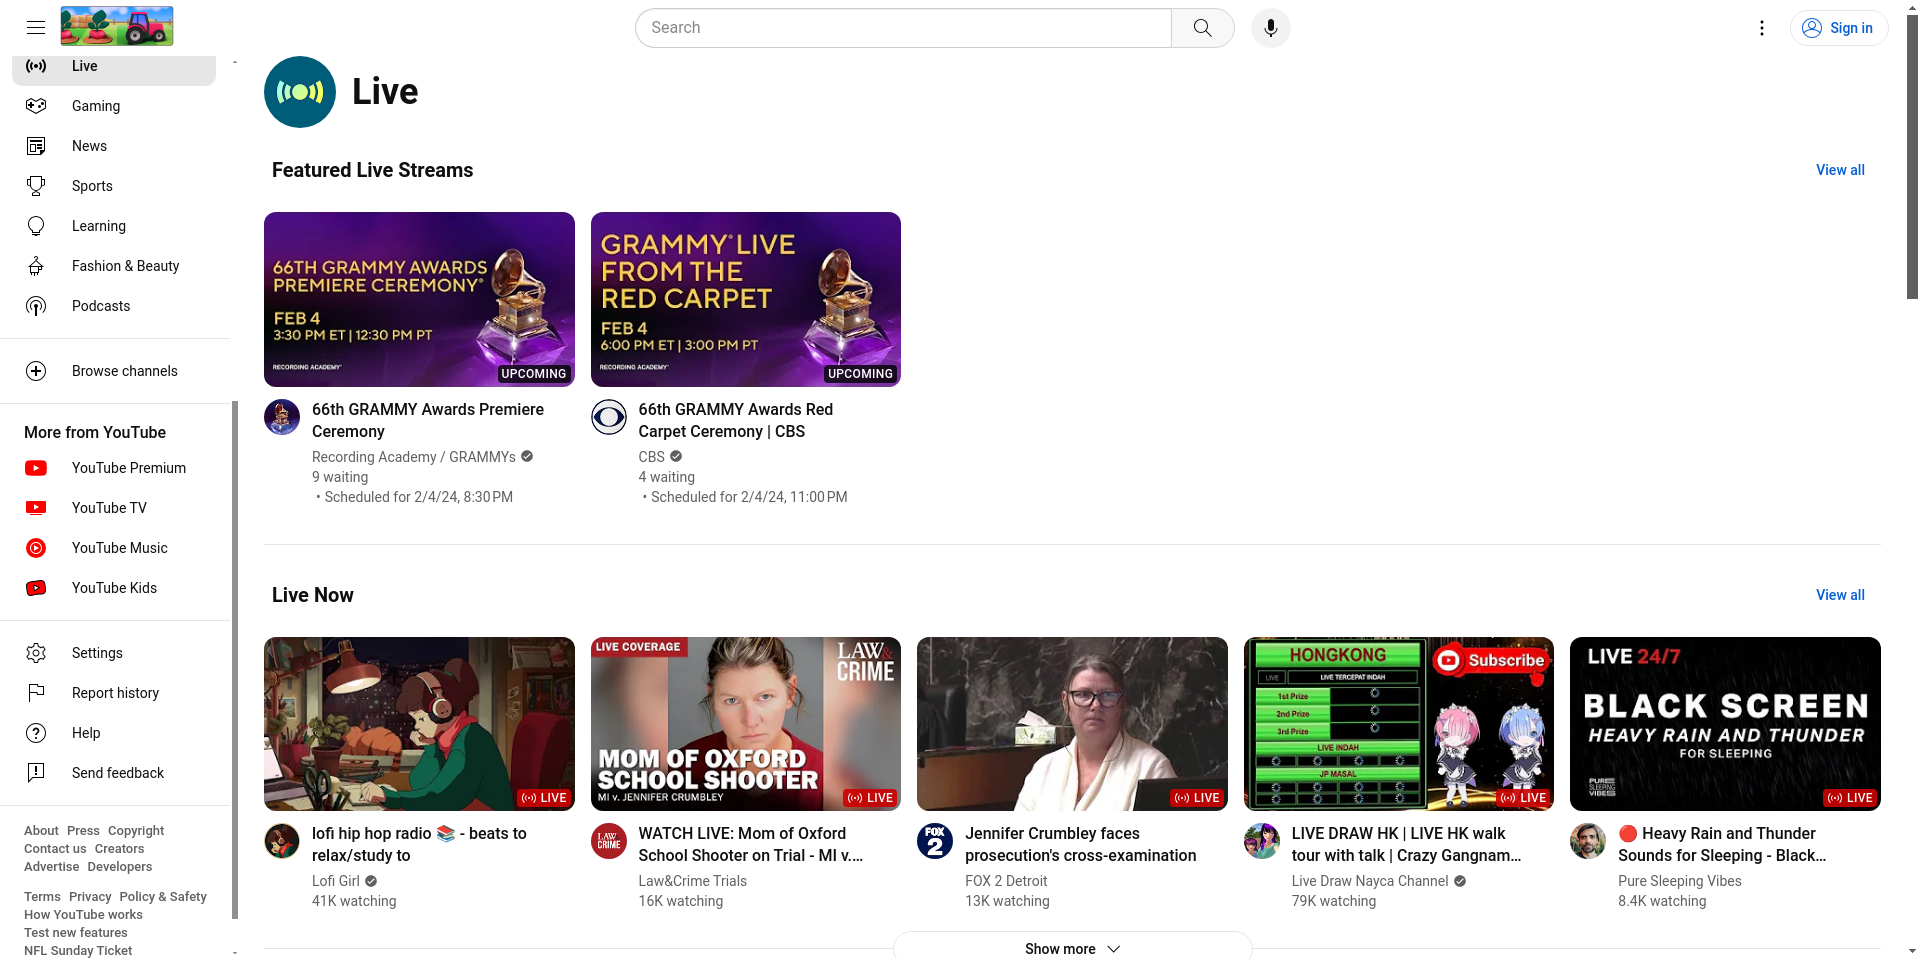 Search
Sign in
Live
Gaming
News
Sports
Learning
Fashion & Beauty
Podcasts
Browse channels
More from YouTube
YouTube Premium
YouTube TV
YouTube Music
YouTube Kids
Settings
Report history
Help
Send feedback
About Press Copyright
Contact us Creators
Advertise Developers
Terms Privacy Policy & Safety
How YouTube works
Test new features
NFL Sunday Ticket
Live
Featured Live Streams
View all
66TH GRAMMY AWARDS
PREMIERE CEREMONY®
FEB 4
3:30 PM ET | 12:30 PM PT
RECORDING ACADEMY®
UPCOMING
66th GRAMMY Awards Premiere
Ceremony
Recording Academy / GRAMMYs
9 waiting
• Scheduled for 2/4/24, 8:30 PM
GRAMMY® LIVE
FROM THE
RED CARPET
FEB 4
6:00 PM ET | 3:00 PM PT
RECORDING ACADEMY®
UPCOMING
66th GRAMMY Awards Red
Carpet Ceremony | CBS
CBS
4 waiting
• Scheduled for 2/4/24, 11:00 PM
Live Now
View all
LIVE
lofi hip hop radio 📚 - beats to
relax/study to
Lofi Girl
41K watching
LIVE COVERAGE
LAW&
CRIME
MOM OF OXFORD
SCHOOL SHOOTER
MI v. JENNIFER CRUMBLEY
LIVE
LAW&
CRIME
WATCH LIVE: Mom of Oxford
School Shooter on Trial - MI v....
Law&Crime Trials
16K watching
LIVE
FOX
2
Jennifer Crumbley faces
prosecution's cross-examination
FOX 2 Detroit
13K watching
HONGKONG
Subscribe
LIVE
LIVE TERCEPAT INDAH
1st Prize
2nd Prize
3rd Prize
LIVE INDAH
JP MASAL
LIVE
LIVE DRAW HK | LIVE HK walk
tour with talk | Crazy Gangnam...
Live Draw Nayca Channel
79K watching
LIVE 24/7
BLACK SCREEN
HEAVY RAIN AND THUNDER
FOR SLEEPING
PURE
SLEEPING
VIBES
LIVE
🔴 Heavy Rain and Thunder
Sounds for Sleeping - Black...
Pure Sleeping Vibes
8.4K watching
Show more